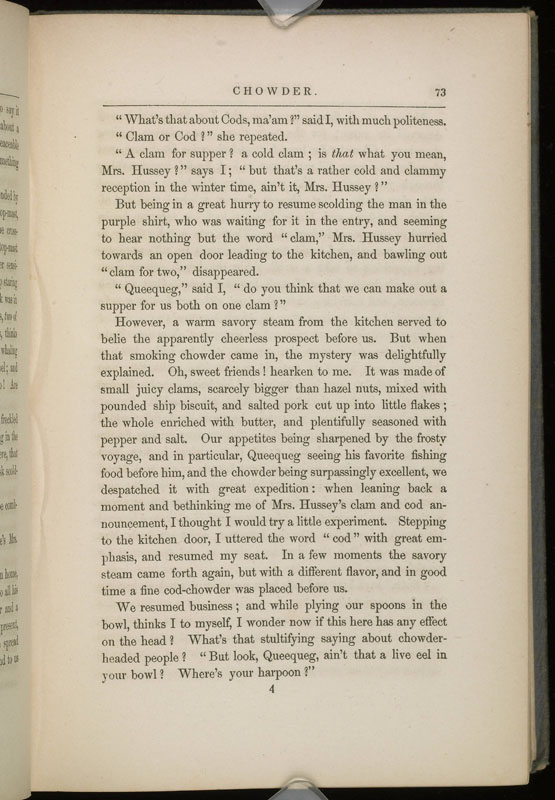 CHOWDER. 73
“ What's that about Cods, ma'am ?” said I, with much politeness.
“ Clam or Cod ?” she repeated.
“ A clam for supper ? a cold clam ; is that what you mean,
Mrs. Hussey ?” says I ; “ but that's a rather cold and clammy
reception in the winter time, ain't it, Mrs. Hussey ?”
But being in a great hurry to resume scolding the man in the
purple shirt, who was waiting for it in the entry, and seeming
to hear nothing but the word “ clam,” Mrs. Hussey hurried
towards an open door leading to the kitchen, and bawling out
“ clam for two,” disappeared.
“ Queequeg,” said I, “ do you think that we can make out a
supper for us both on one clam ?”
However, a warm savory steam from the kitchen served to
belie the apparently cheerless prospect before us. But when
that smoking chowder came in, the mystery was delightfully
explained. Oh, sweet friends ! hearken to me. It was made of
small juicy clams, scarcely bigger than hazel nuts, mixed with
pounded ship biscuit, and salted pork cut up into little flakes ;
the whole enriched with butter, and plentifully seasoned with
pepper and salt. Our appetites being sharpened by the frosty
voyage, and in particular, Queequeg seeing his favorite fishing
food before him, and the chowder being surpassingly excellent, we
despatched it with great expedition : when leaning back a
moment and bethinking me of Mrs. Hussey's clam and cod an-
nouncement, I thought I would try a little experiment. Stepping
to the kitchen door, I uttered the word “ cod ” with great em-
phasis, and resumed my seat. In a few moments the savory
steam came forth again, but with a different flavor, and in good
time a fine cod-chowder was placed before us.
We resumed business ; and while plying our spoons in the
bowl, thinks I to myself, I wonder now if this here has any effect
on the head ? What's that stultifying saying about chowder-
headed people ? “ But look, Queequeg, ain't that a live eel in
your bowl ? Where's your harpoon ?”
4